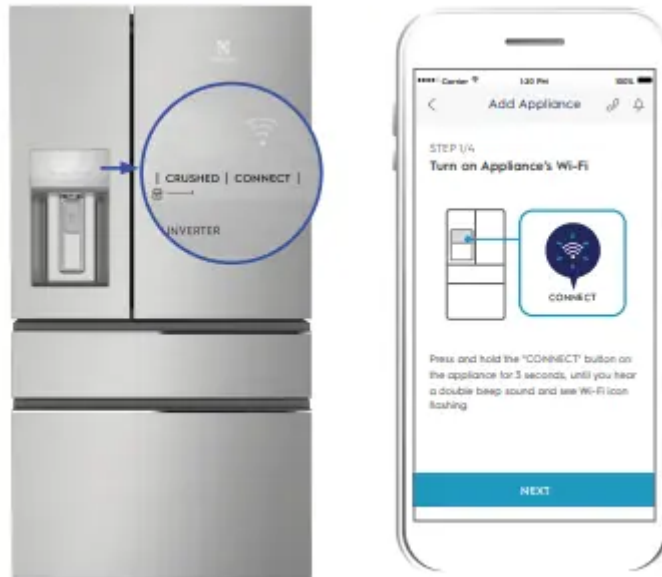 | CRUSHED | CONNECT |
INVERTER
Carrier 1:20 PM 100%
Add Appliance
STEP 1/4
Turn on Appliance's Wi-Fi
CONNECT
Press and hold the "CONNECT" button on
the appliance for 3 seconds, until you hear
a double beep sound and see Wi-Fi icon
flashing
NEXT